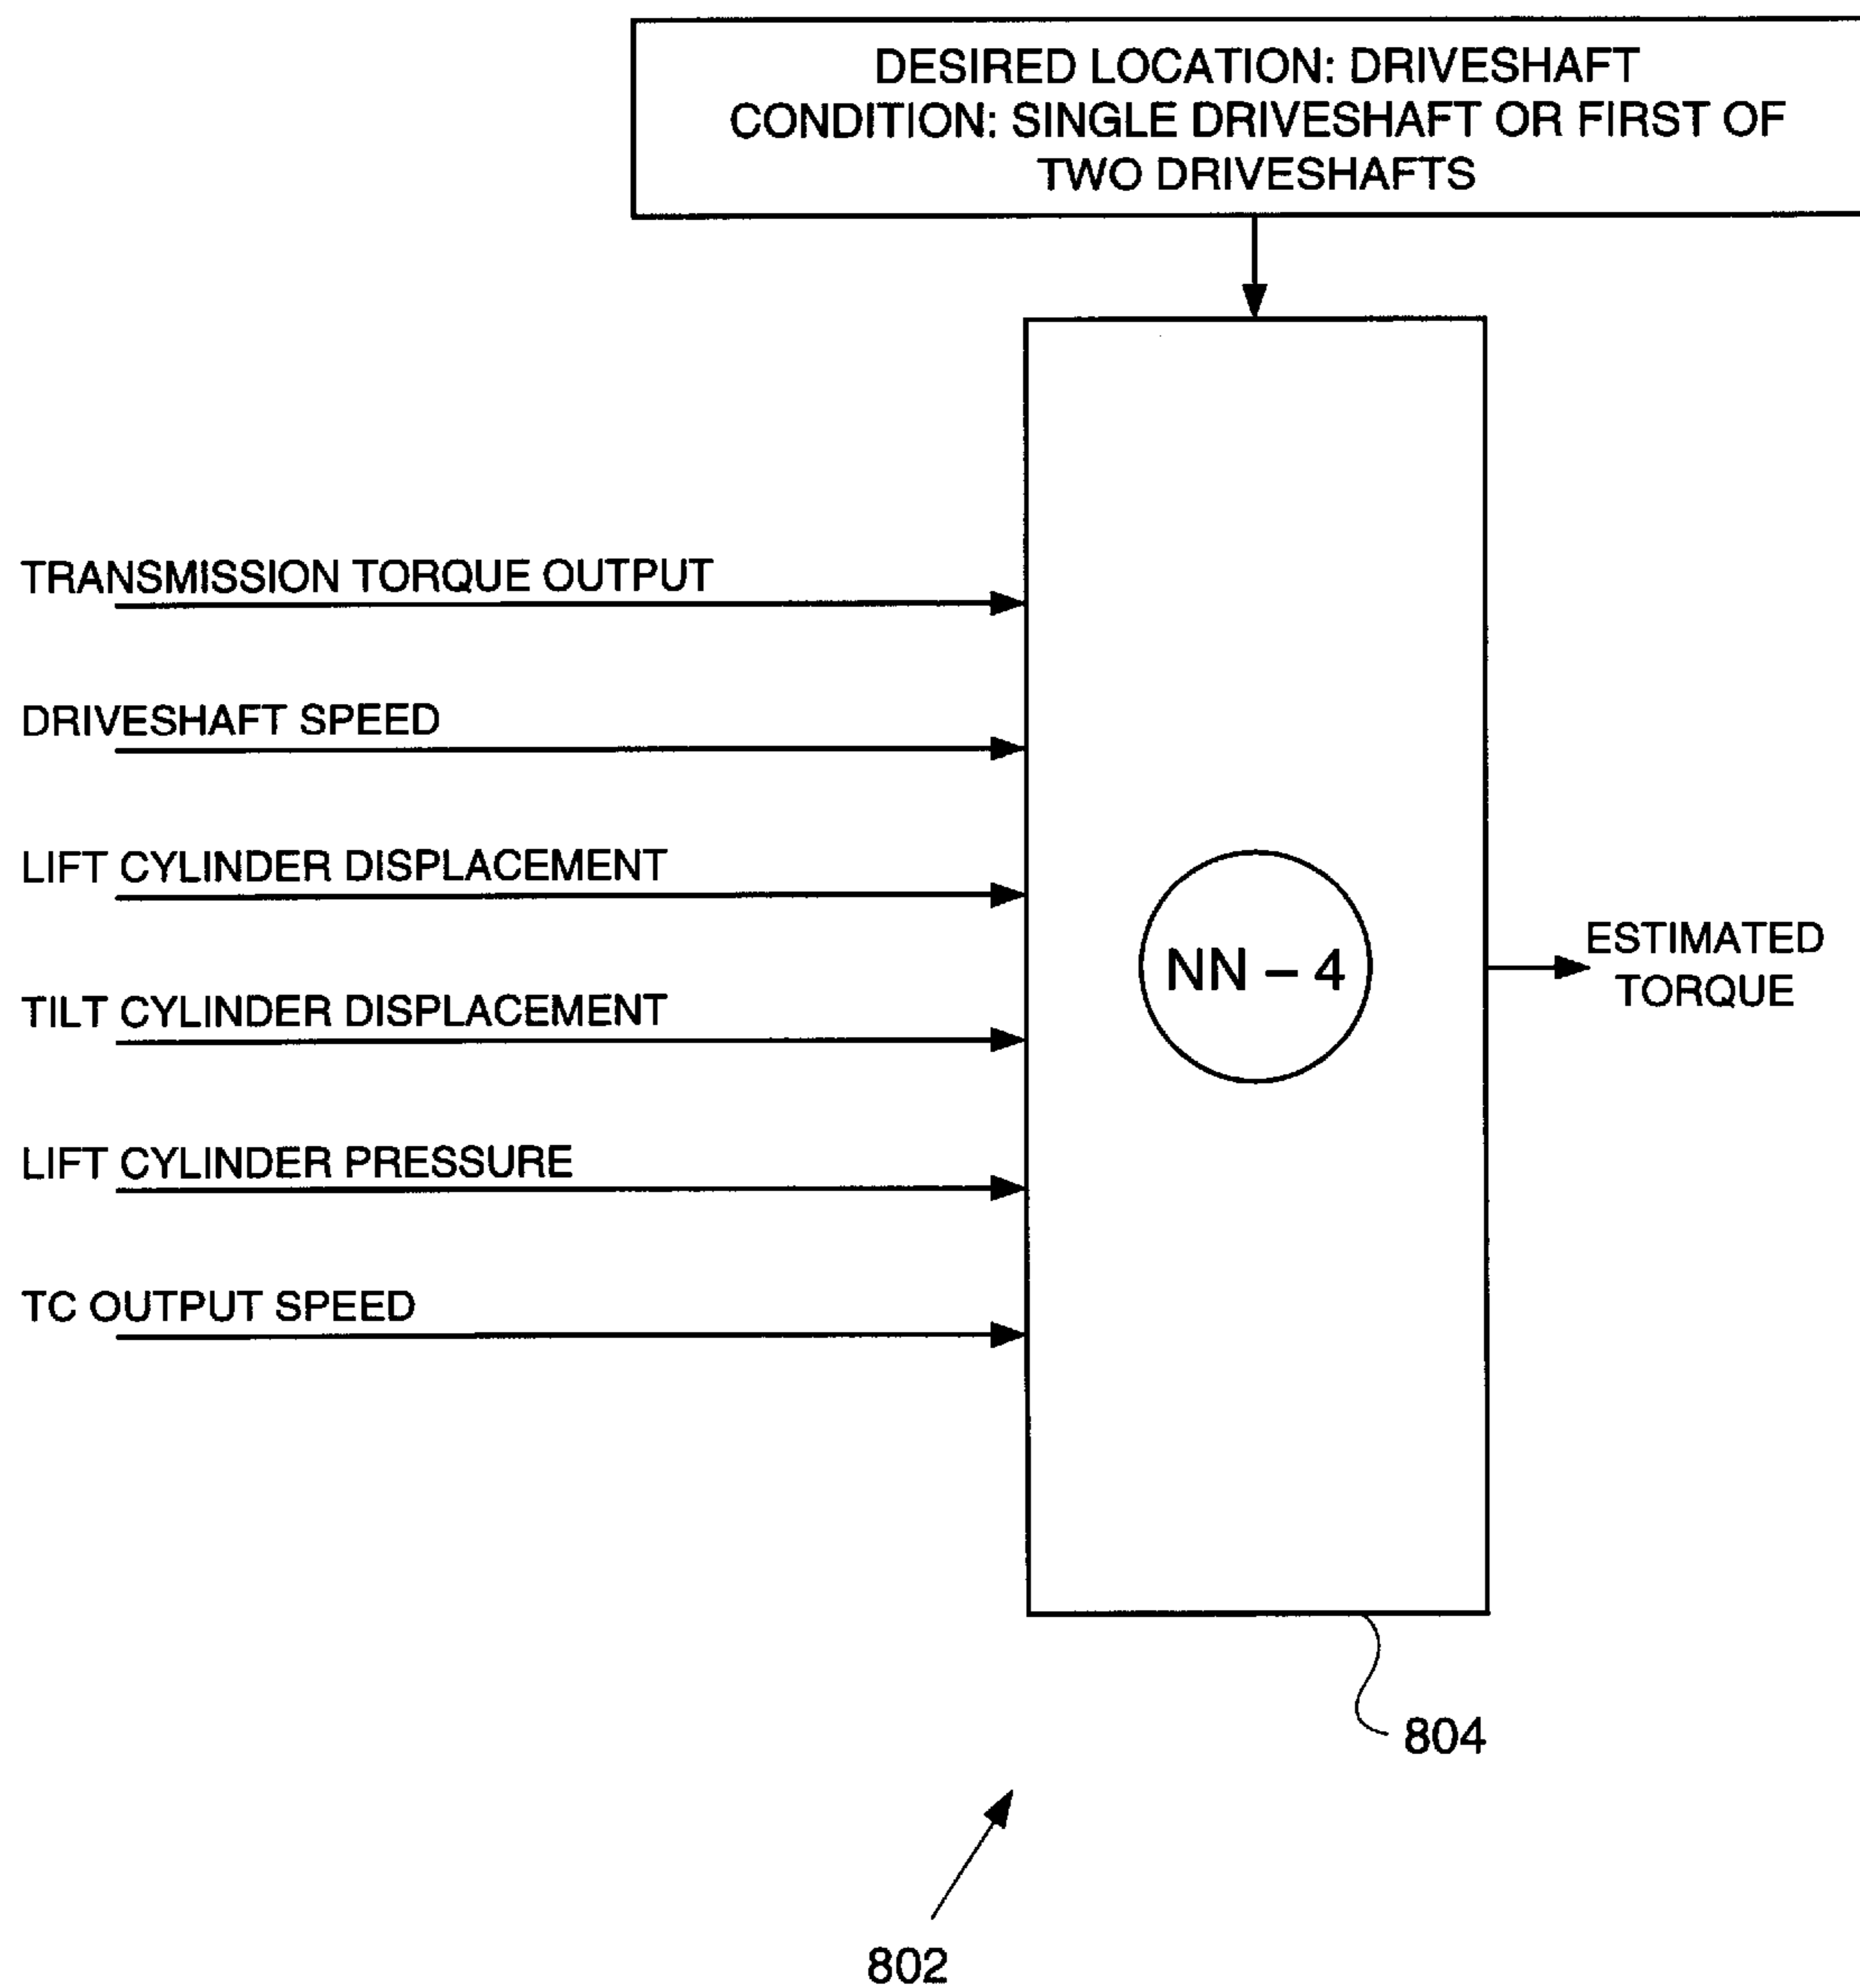 DESIRED LOCATION: DRIVESHAFT
CONDITION: SINGLE DRIVESHAFT OR FIRST OF
TWO DRIVESHAFTS
TRANSMISSION TORQUE OUTPUT
DRIVESHAFT SPEED
LIFT CYLINDER DISPLACEMENT
TILT CYLINDER DISPLACEMENT
LIFT CYLINDER PRESSURE
TC OUTPUT SPEED
NN – 4
ESTIMATED
TORQUE
804
802